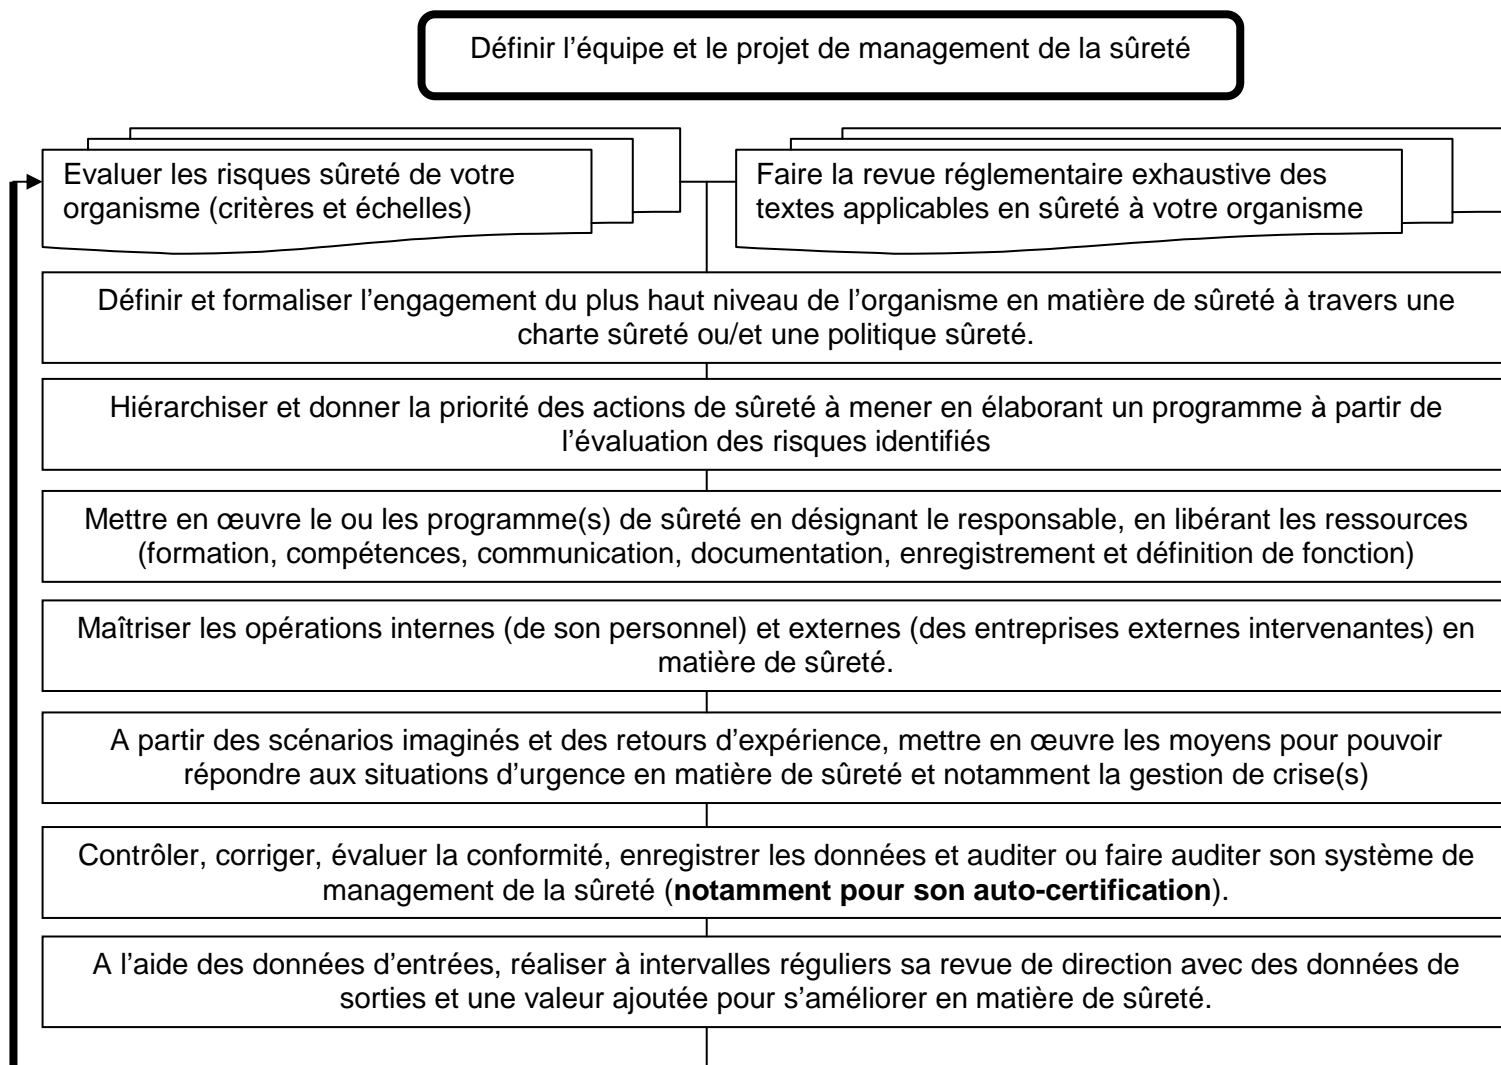 Définir l’équipe et le projet de management de la sûreté
Evaluer les risques sûreté de votre
organisme (critères et échelles)
Faire la revue réglementaire exhaustive des
textes applicables en sûreté à votre organisme
Définir et formaliser l’engagement du plus haut niveau de l’organisme en matière de sûreté à travers une
charte sûreté ou/et une politique sûreté.
Hiérarchiser et donner la priorité des actions de sûreté à mener en élaborant un programme à partir de
l’évaluation des risques identifiés
Mettre en œuvre le ou les programme(s) de sûreté en désignant le responsable, en libérant les ressources
(formation, compétences, communication, documentation, enregistrement et définition de fonction)
Maîtriser les opérations internes (de son personnel) et externes (des entreprises externes intervenantes) en
matière de sûreté.
A partir des scénarios imaginés et des retours d’expérience, mettre en œuvre les moyens pour pouvoir
répondre aux situations d’urgence en matière de sûreté et notamment la gestion de crise(s)
Contrôler, corriger, évaluer la conformité, enregistrer les données et auditer ou faire auditer son système de
management de la sûreté (notamment pour son auto-certification).
A l’aide des données d’entrées, réaliser à intervalles réguliers sa revue de direction avec des données de
sorties et une valeur ajoutée pour s’améliorer en matière de sûreté.